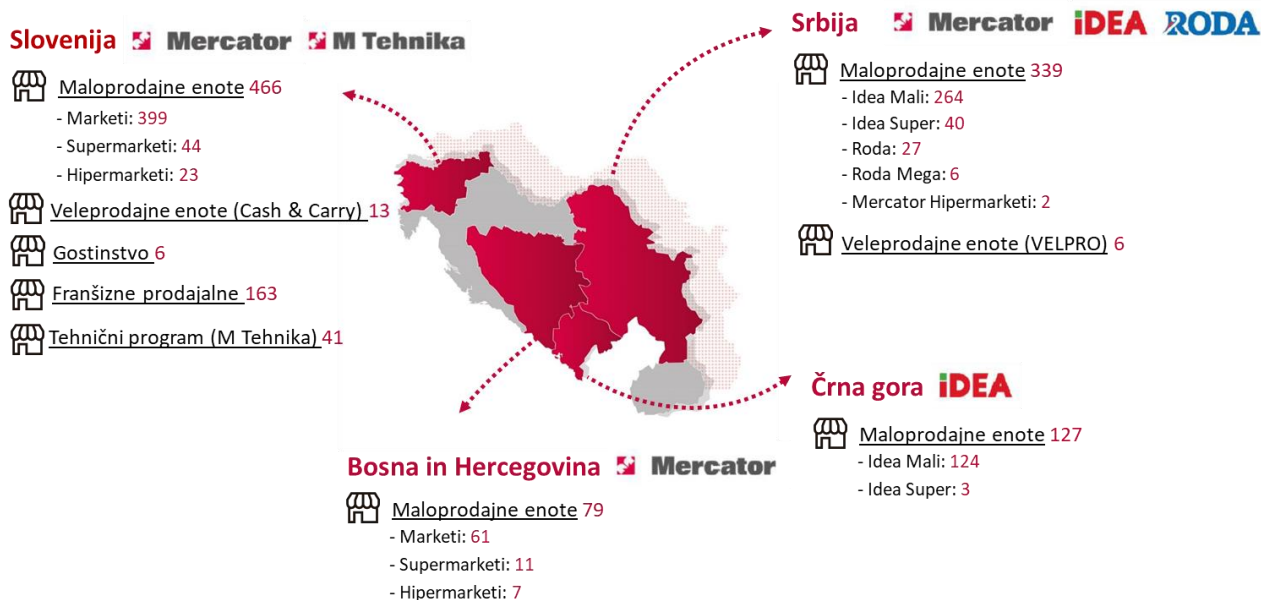 Slovenija Mercator M Tehnika
Maloprodajne enote 466
- Marketi: 399
- Supermarketi: 44
- Hipermarketi: 23
Veleprodajne enote (Cash & Carry) 13
Gostinstvo 6
Franšizne prodajalne 163
Tehnični program (M Tehnika) 41
Srbija Mercator iDEA RODA
Maloprodajne enote 339
- Idea Mali: 264
- Idea Super: 40
- Roda: 27
- Roda Mega: 6
- Mercator Hipermarketi: 2
Veleprodajne enote (VELPRO) 6
Črna gora iDEA
Maloprodajne enote 127
- Idea Mali: 124
- Idea Super: 3
Bosna in Hercegovina Mercator
Maloprodajne enote 79
- Marketi: 61
- Supermarketi: 11
- Hipermarketi: 7